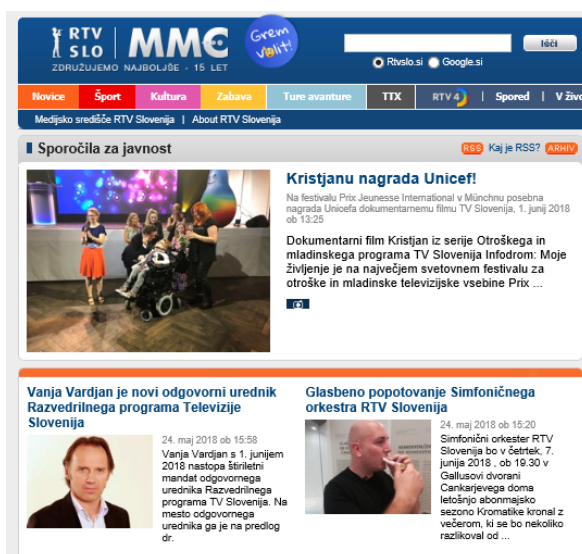 RTV
SLO
MMC
Grem
volit!
Išči
Rtvslo.si Google.si
ZDRUŽUJEMO NAJBOLJŠE - 15 LET
Novice Šport Kultura Zabava Ture avanture TTX RTV 4 | Spored | V živo
Medijsko središče RTV Slovenija | About RTV Slovenija
Sporočila za javnost RSS Kaj je RSS? ARHIV
Kristjanu nagrada Unicef!
Na festivalu Prix Jeunesse International v Münchnu posebna
nagrada Unicefa dokumentarnemu filmu TV Slovenija, 1. junij 2018
ob 13:25
Dokumentarni film Kristjan iz serije Otroškega in
mladinskega programa TV Slovenija Infodrom: Moje
življenje je na največjem svetovnem festivalu za
otroške in mladinske televizijske vsebine Prix ...
Vanja Vardjan je novi odgovorni urednik
Razvedrilnega programa Televizije
Slovenija
24. maj 2018 ob 15:58
Vanja Vardjan s 1. junijem
2018 nastopa štiriletni
mandat odgovornega
urednika Razvedrilnega
programa TV Slovenija. Na
mesto odgovornega
urednika ga je na predlog
dr.
Glasbeno popotovanje Simfoničnega
orkestra RTV Slovenija
24. maj 2018 ob 15:20
Simfonični orkester RTV
Slovenija bo v četrtek, 7.
junija 2018 , ob 19.30 v
Gallusovi dvorani
Cankarjevega doma
letošnjo abonmajsko
sezono Kromatike kronal z
večerom, ki se bo nekoliko
razlikoval od ...